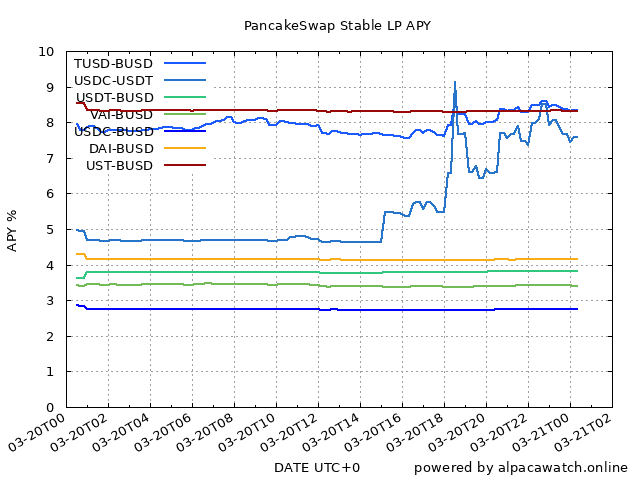 PancakeSwap Stable LP APY
10
9
8
7
6
5
4
3
2
1
0
APY %
TUSD-BUSD
USDC-USDT
USDT-BUSD
VAI-BUSD
USDC-BUSD
DAI-BUSD
UST-BUSD
03-20T00
03-20T02
03-20T04
03-20T06
03-20T08
03-20T10
03-20T12
03-20T14
03-20T16
03-20T18
03-20T20
03-20T22
03-21T00
03-21T02
DATE UTC+0
powered by alpacawatch.online